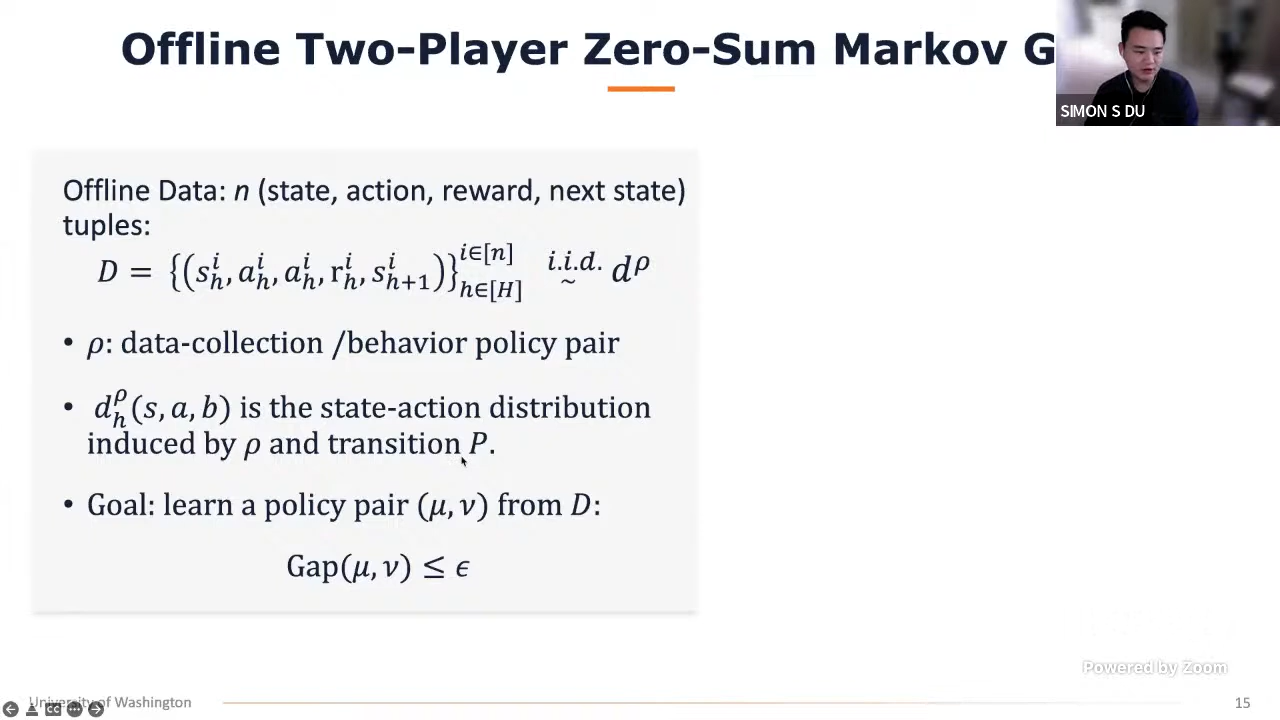 Offline Two-Player Zero-Sum Markov G
SIMON S DU
Offline Data: n (state, action, reward, next state)
tuples:
D = {(s_h^i, a_h^i, a_h^i, r_h^i, s_{h+1}^i)}_{h∈[H]}^{i∈[n]} i.i.d. ~ d^ρ
• ρ: data-collection /behavior policy pair
• d_h^ρ(s, a, b) is the state-action distribution
induced by ρ and transition P.
• Goal: learn a policy pair (μ, ν) from D:
Gap(μ, ν) ≤ ϵ
Powered by Zoom
University of Washington
15